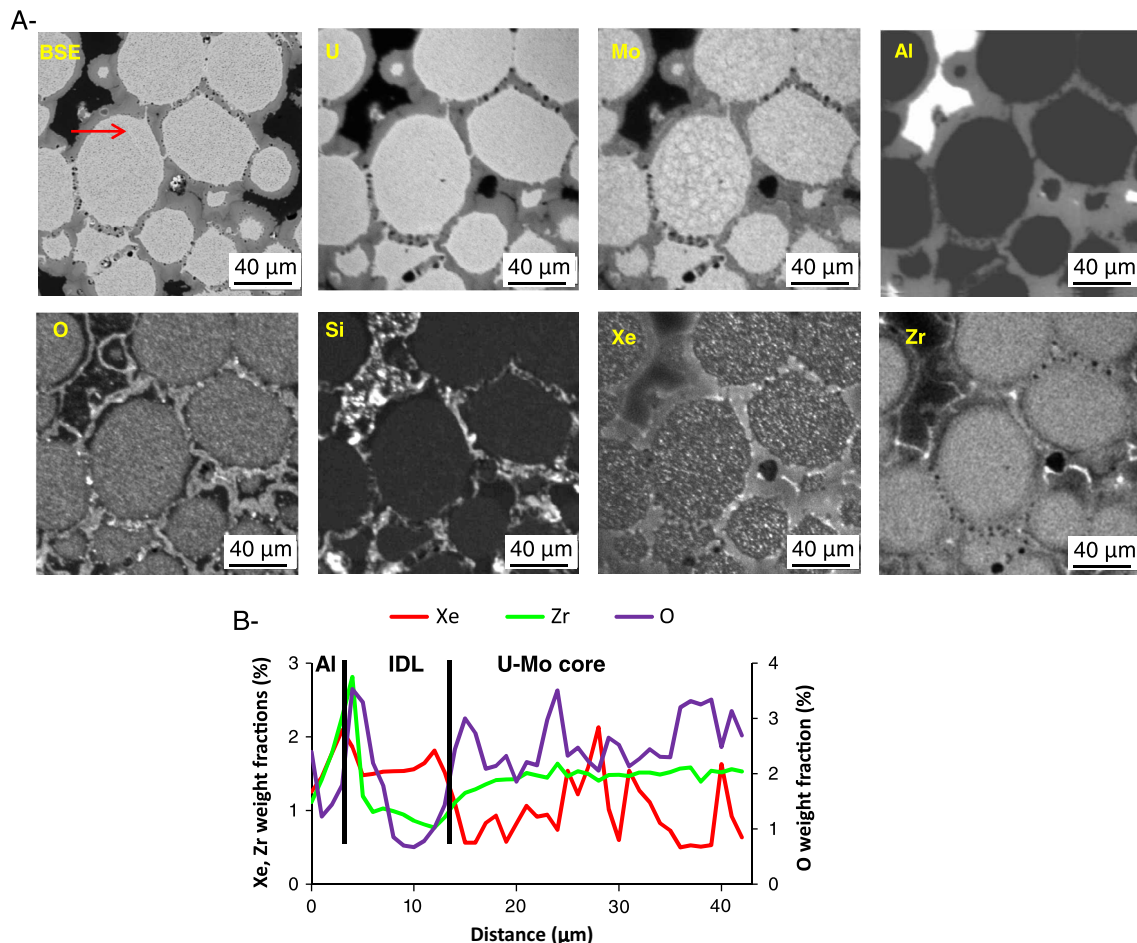 A-
BSE
U
Mo
Al
40 μm
40 μm
40 μm
40 μm
O
Si
Xe
Zr
40 μm
40 μm
40 μm
40 μm
B-
Xe
Zr
O
Al
IDL
U-Mo core
Xe, Zr weight fractions (%)
3
2
1
0
4
3
2
1
0
O weight fraction (%)
0
10
20
30
40
Distance (μm)